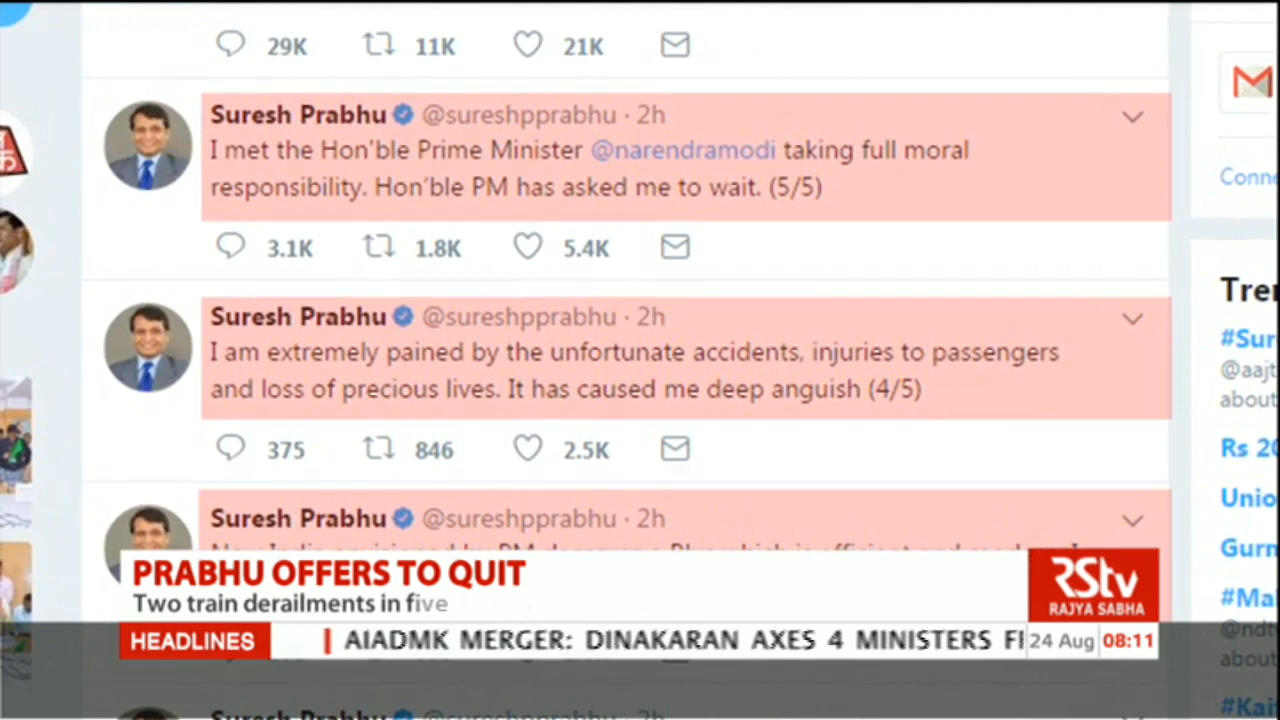 29K 11K 21K
Suresh Prabhu @sureshpprabhu · 2h
I met the Hon'ble Prime Minister @narendramodi taking full moral
responsibility. Hon'ble PM has asked me to wait. (5/5)
3.1K 1.8K 5.4K
Suresh Prabhu @sureshpprabhu · 2h
I am extremely pained by the unfortunate accidents, injuries to passengers
and loss of precious lives. It has caused me deep anguish (4/5)
375 846 2.5K
Suresh Prabhu @sureshpprabhu · 2h
Conne
Tre
#Sur
@aajt
about
Rs 20
Unio
Gurm
#Ma
@ndt
about
#Kai
PRABHU OFFERS TO QUIT
Two train derailments in five
RStv
RAJYA SABHA
HEADLINES AIADMK MERGER: DINAKARAN AXES 4 MINISTERS 24 Aug 08:11
Suresh Prabhu @sureshpprabhu · 2h